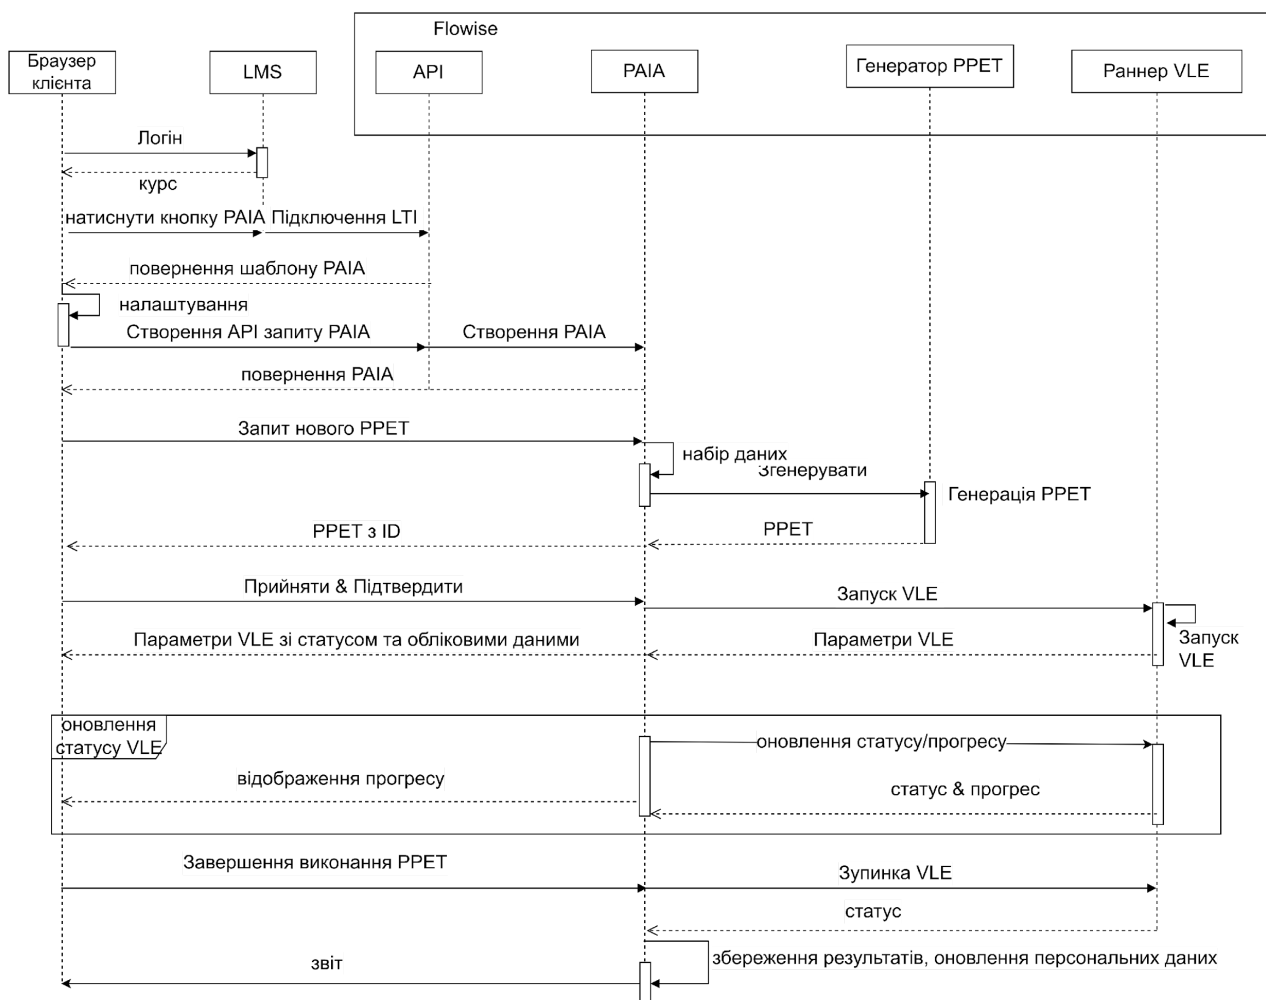 Flowise
Браузер
клієнта
LMS
API
PAIA
Генератор PPET
Раннер VLE
Логін
курс
натиснути кнопку PAIA
Підключення LTI
повернення шаблону PAIA
налаштування
Створення API запиту PAIA
Створення PAIA
повернення PAIA
Запит нового PPET
набір даних
Згенерувати
Генерація PPET
PPET з ID
PPET
Прийняти & Підтвердити
Запуск VLE
Запуск
VLE
Параметри VLE зі статусом та обліковими даними
Параметри VLE
оновлення
статусу VLE
оновлення статусу/прогресу
відображення прогресу
статус & прогрес
Завершення виконання PPET
Зупинка VLE
статус
збереження результатів, оновлення персональних даних
звіт